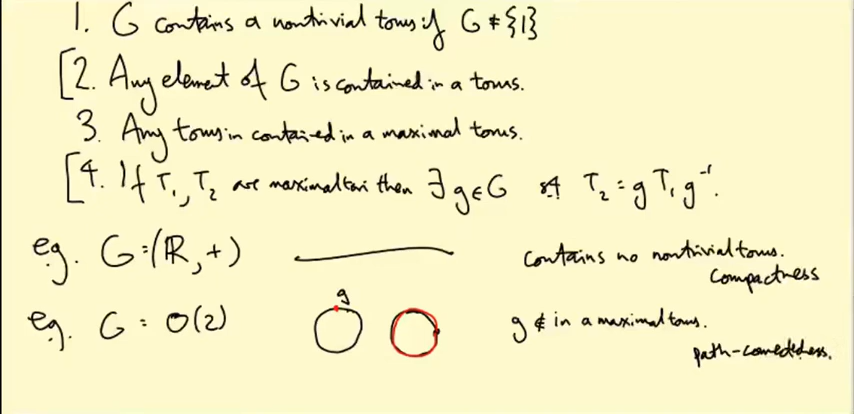 1. G contains a nontrivial torus if G ≠ {1}
[2. Any element of G is contained in a torus.
3. Any torus in contained in a maximal torus.
[4. If T₁, T₂ are maximal tori then ∃ g ∈ G st T₂ = g T₁ g⁻¹.
e.g. G = (ℝ, +) contains no nontrivial torus.
compactness
e.g. G = O(2) g g ∉ in a maximal torus.
path-connectedness.